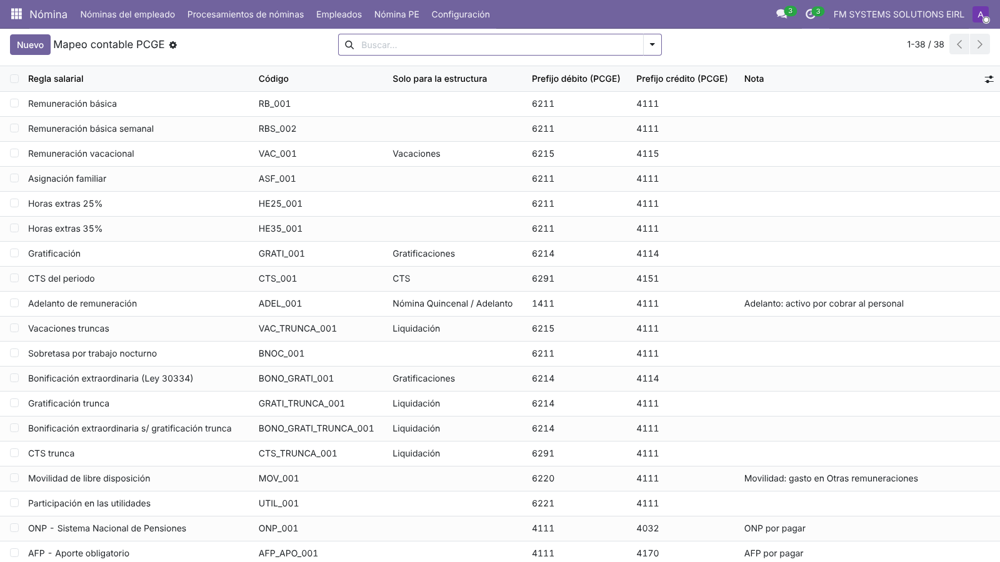 Nómina Nóminas del empleado Procesamientos de nóminas Empleados Nómina PE Configuración 3 3 FM SYSTEMS SOLUTIONS EIRL A
Nuevo Mapeo contable PCGE Buscar... 1-38 / 38
Regla salarial Código Solo para la estructura Prefijo débito (PCGE) Prefijo crédito (PCGE) Nota
Remuneración básica RB_001 6211 4111
Remuneración básica semanal RBS_002 6211 4111
Remuneración vacacional VAC_001 Vacaciones 6215 4115
Asignación familiar ASF_001 6211 4111
Horas extras 25% HE25_001 6211 4111
Horas extras 35% HE35_001 6211 4111
Gratificación GRATI_001 Gratificaciones 6214 4114
CTS del periodo CTS_001 CTS 6291 4151
Adelanto de remuneración ADEL_001 Nómina Quincenal / Adelanto 1411 4111 Adelanto: activo por cobrar al personal
Vacaciones truncas VAC_TRUNCA_001 Liquidación 6215 4111
Sobretasa por trabajo nocturno BNOC_001 6211 4111
Bonificación extraordinaria (Ley 30334) BONO_GRATI_001 Gratificaciones 6214 4114
Gratificación trunca GRATI_TRUNCA_001 Liquidación 6214 4111
Bonificación extraordinaria s/ gratificación trunca BONO_GRATI_TRUNCA_001 Liquidación 6214 4111
CTS trunca CTS_TRUNCA_001 Liquidación 6291 4111
Movilidad de libre disposición MOV_001 6220 4111 Movilidad: gasto en Otras remuneraciones
Participación en las utilidades UTIL_001 6221 4111
ONP - Sistema Nacional de Pensiones ONP_001 4111 4032 ONP por pagar
AFP - Aporte obligatorio AFP_APO_001 4111 4170 AFP por pagar